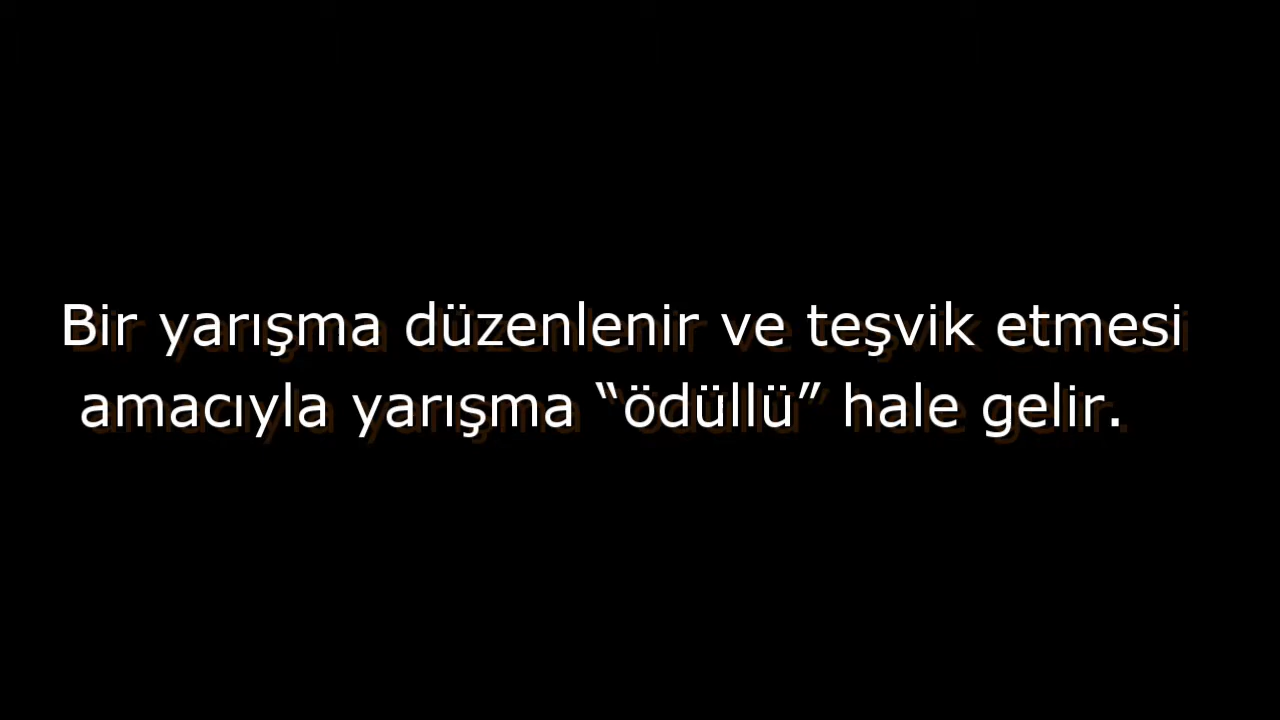 Bir yarışma düzenlenir ve teşvik etmesi
amacıyla yarışma “ödüllü” hale gelir.